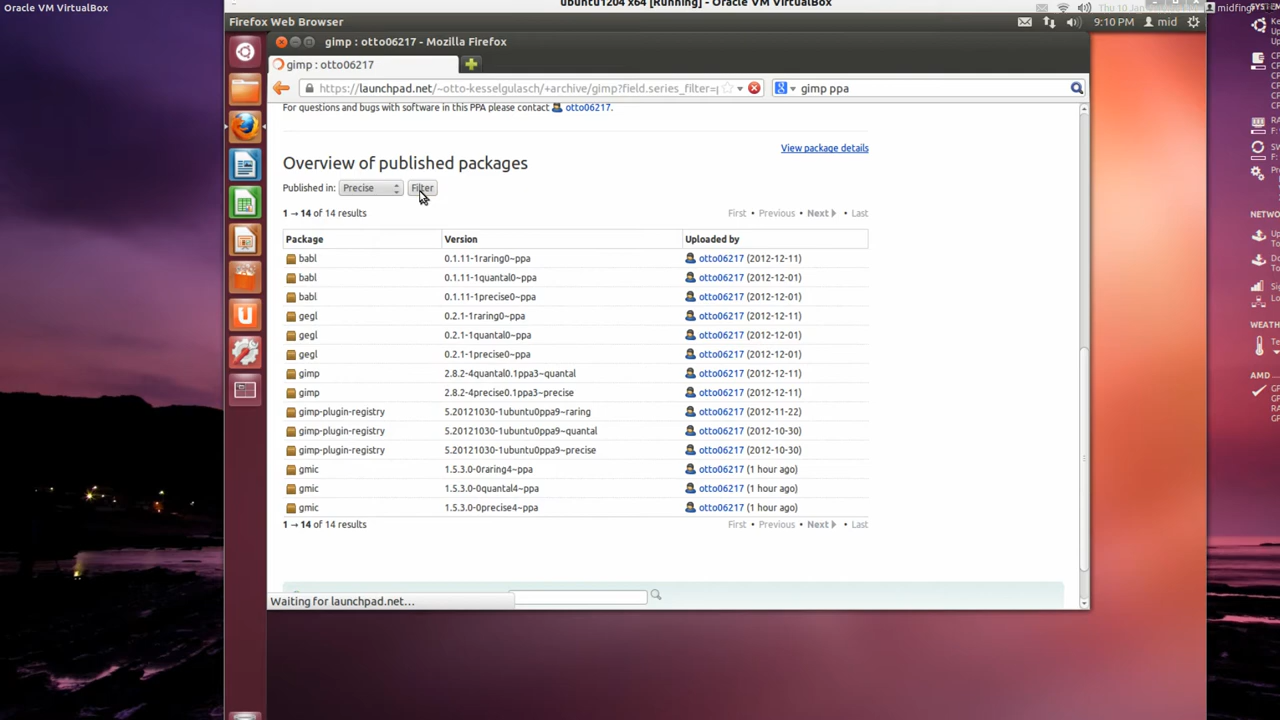 Oracle VM VirtualBox
ubuntu1204 x64 [Running] - Oracle VM VirtualBox
Thu 10 Jan
midfing
Firefox Web Browser
9:10 PM
mid
gimp : otto06217 - Mozilla Firefox
gimp : otto06217
https://launchpad.net/~otto-kesselgulasch/+archive/gimp?field.series_filter=p
gimp ppa
For questions and bugs with software in this PPA please contact otto06217.
View package details
Overview of published packages
Published in: Precise Filter
1 → 14 of 14 results
First • Previous • Next • Last
Package Version Uploaded by
babl 0.1.11-1raring0~ppa otto06217 (2012-12-11)
babl 0.1.11-1quantal0~ppa otto06217 (2012-12-01)
babl 0.1.11-1precise0~ppa otto06217 (2012-12-01)
gegl 0.2.1-1raring0~ppa otto06217 (2012-12-11)
gegl 0.2.1-1quantal0~ppa otto06217 (2012-12-01)
gegl 0.2.1-1precise0~ppa otto06217 (2012-12-01)
gimp 2.8.2-4quantal0.1ppa3~quantal otto06217 (2012-12-11)
gimp 2.8.2-4precise0.1ppa3~precise otto06217 (2012-12-11)
gimp-plugin-registry 5.20121030-1ubuntu0ppa9~raring otto06217 (2012-11-22)
gimp-plugin-registry 5.20121030-1ubuntu0ppa9~quantal otto06217 (2012-10-30)
gimp-plugin-registry 5.20121030-1ubuntu0ppa9~precise otto06217 (2012-10-30)
gmic 1.5.3.0-0raring4~ppa otto06217 (1 hour ago)
gmic 1.5.3.0-0quantal4~ppa otto06217 (1 hour ago)
gmic 1.5.3.0-0precise4~ppa otto06217 (1 hour ago)
1 → 14 of 14 results
First • Previous • Next • Last
Waiting for launchpad.net...
NETWO
WEATH
AMD